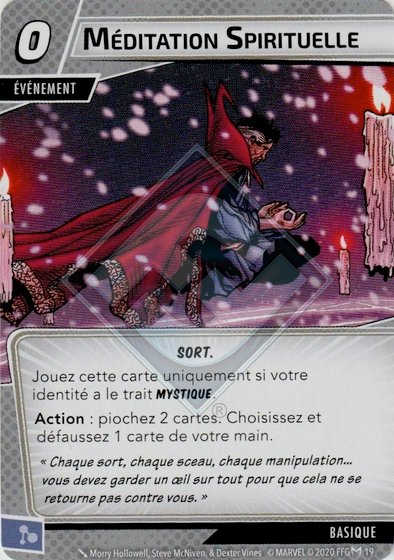 0
MÉDITATION SPIRITUELLE
ÉVÉNEMENT
SORT.
Jouez cette carte uniquement si votre
identité a le trait MYSTIQUE.
Action : piochez 2 cartes. Choisissez et
défaussez 1 carte de votre main.
« Chaque sort, chaque sceau, chaque manipulation...
vous devez garder un œil sur tout pour que cela ne se
retourne pas contre vous. »
BASIQUE
Morry Hollowell, Steve McNiven, & Dexter Vines © MARVEL © 2020 FFG 19